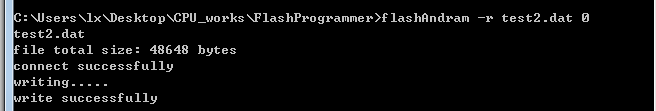 C:\Users\lx\Desktop\CPU_works\FlashProgrammer>flashAndram -r test2.dat 0
test2.dat
file total size: 48648 bytes
connect successfully
writing.....
write successfully